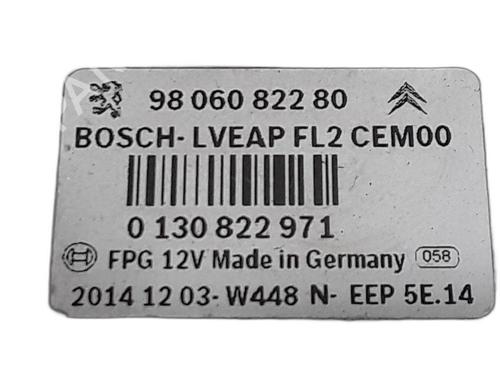 98 060 822 80
BOSCH- LVEAP FL2 CEM00
0 130 822 971
FPG 12V Made in Germany 058
2014 12 03- W448 N- EEP 5E.14